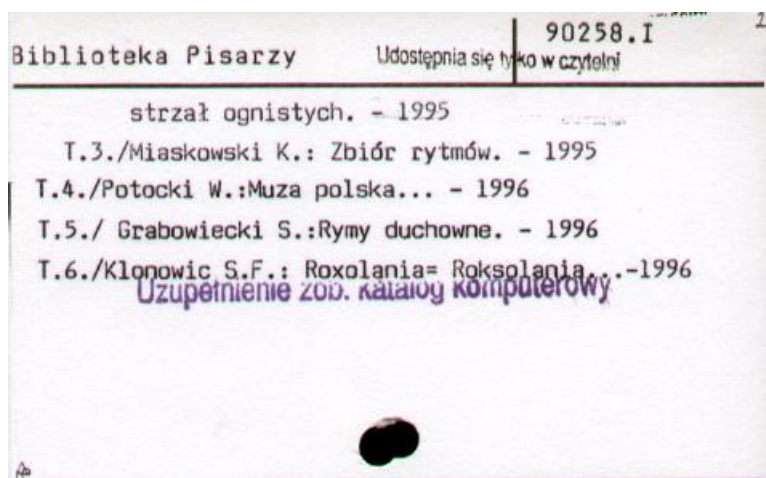 90258.I 2
Biblioteka Pisarzy Udostępnia się tylko w czytelni
strzał ognistych. - 1995
T.3./Miaskowski K.: Zbiór rytmów. - 1995
T.4./Potocki W.:Muza polska... - 1996
T.5./ Grabowiecki S.:Rymy duchowne. - 1996
T.6./Klonowic S.F.: Roxolania= Roksolania...-1996
Uzupełnienie zob. katalog komputerowy